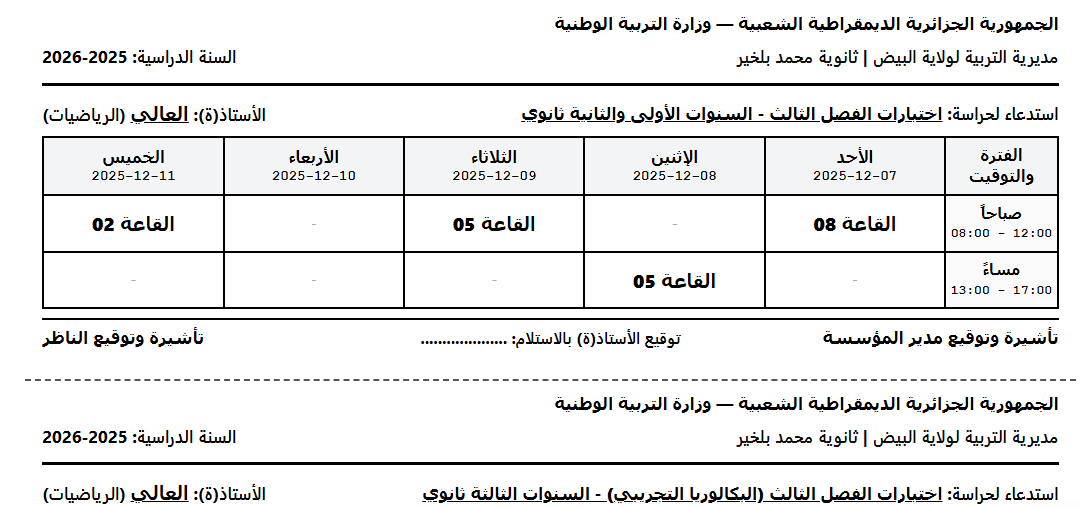 الجمهورية الجزائرية الديمقراطية الشعبية — وزارة التربية الوطنية
مديرية التربية لولاية البيض | ثانوية محمد بلخير السنة الدراسية: 2025-2026
استدعاء لحراسة: اختبارات الفصل الثالث - السنوات الأولى والثانية ثانوي الأستاذ(ة): العالي (الرياضيات)
الفترة والتوقيت الأحد الإثنين الثلاثاء الأربعاء الخميس
2025-12-07 2025-12-08 2025-12-09 2025-12-10 2025-12-11
صباحاً القاعة 08 - القاعة 05 - القاعة 02
08:00 - 12:00
مساءً - القاعة 05 - - -
13:00 - 17:00
تأشيرة وتوقيع مدير المؤسسة توقيع الأستاذ(ة) بالاستلام: .................... تأشيرة وتوقيع الناظر
الجمهورية الجزائرية الديمقراطية الشعبية — وزارة التربية الوطنية
مديرية التربية لولاية البيض | ثانوية محمد بلخير السنة الدراسية: 2025-2026
استدعاء لحراسة: اختبارات الفصل الثالث (البكالوريا التجريبي) - السنوات الثالثة ثانوي الأستاذ(ة): العالي (الرياضيات)